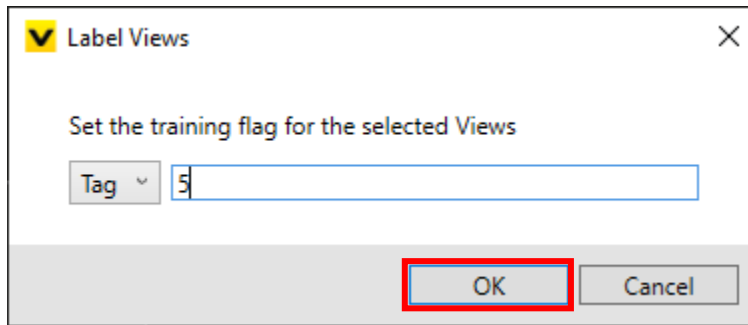 Label Views
Set the training flag for the selected Views
Tag 5
OK Cancel